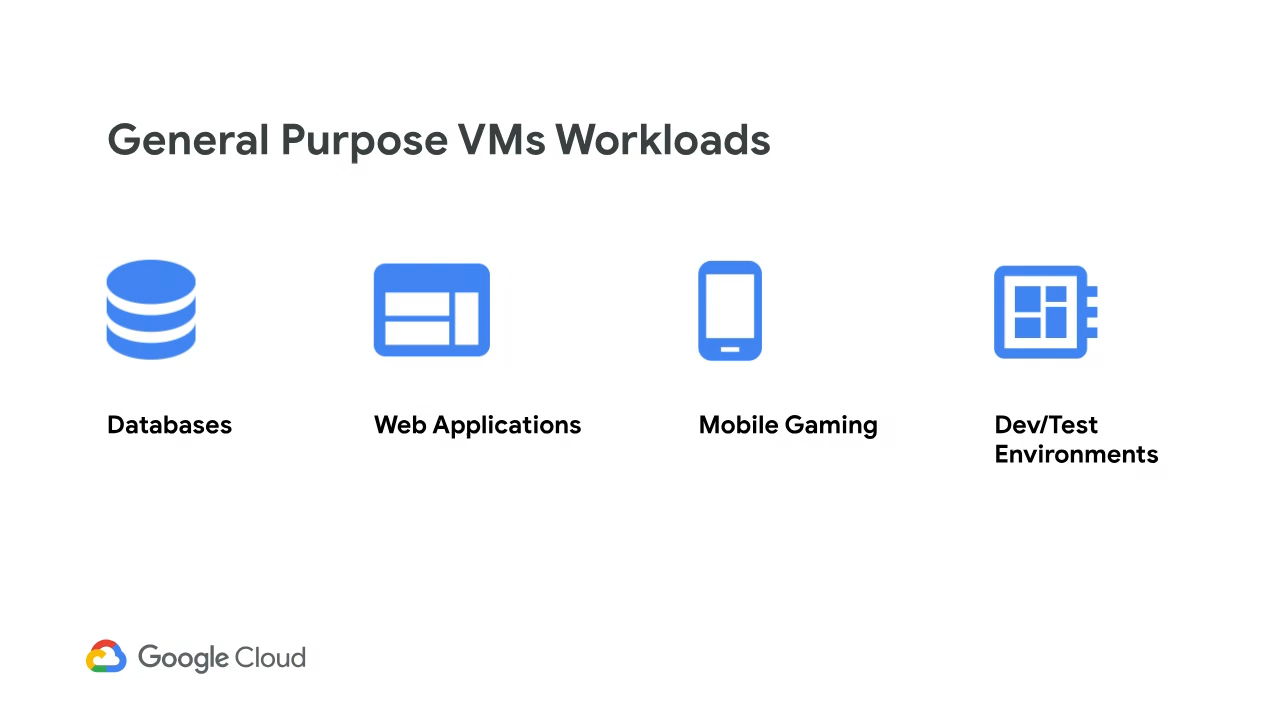 General Purpose VMs Workloads
Databases
Web Applications
Mobile Gaming
Dev/Test
Environments
Google Cloud